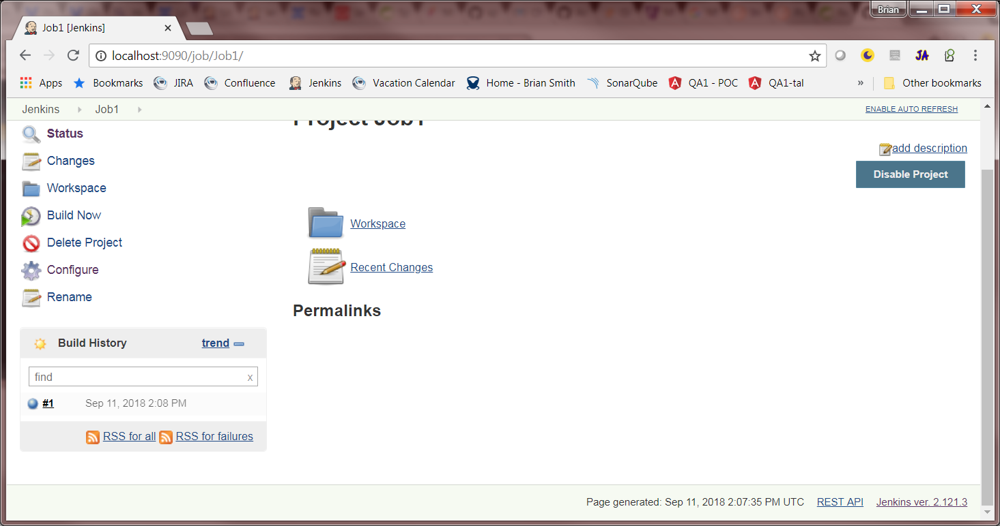 Brian
Job1 [Jenkins]
localhost:9090/job/Job1/
JA
Apps Bookmarks JIRA Confluence Jenkins Vacation Calendar Home - Brian Smith SonarQube QA1 - POC QA1-tal » Other bookmarks
Jenkins Job1 ENABLE AUTO REFRESH
Project Job1
Status
add description
Changes
Disable Project
Workspace
Build Now
Delete Project
Configure
Rename
Workspace
Recent Changes
Permalinks
Build History trend
find x
#1 Sep 11, 2018 2:08 PM
RSS for all RSS for failures
Page generated: Sep 11, 2018 2:07:35 PM UTC REST API Jenkins ver. 2.121.3